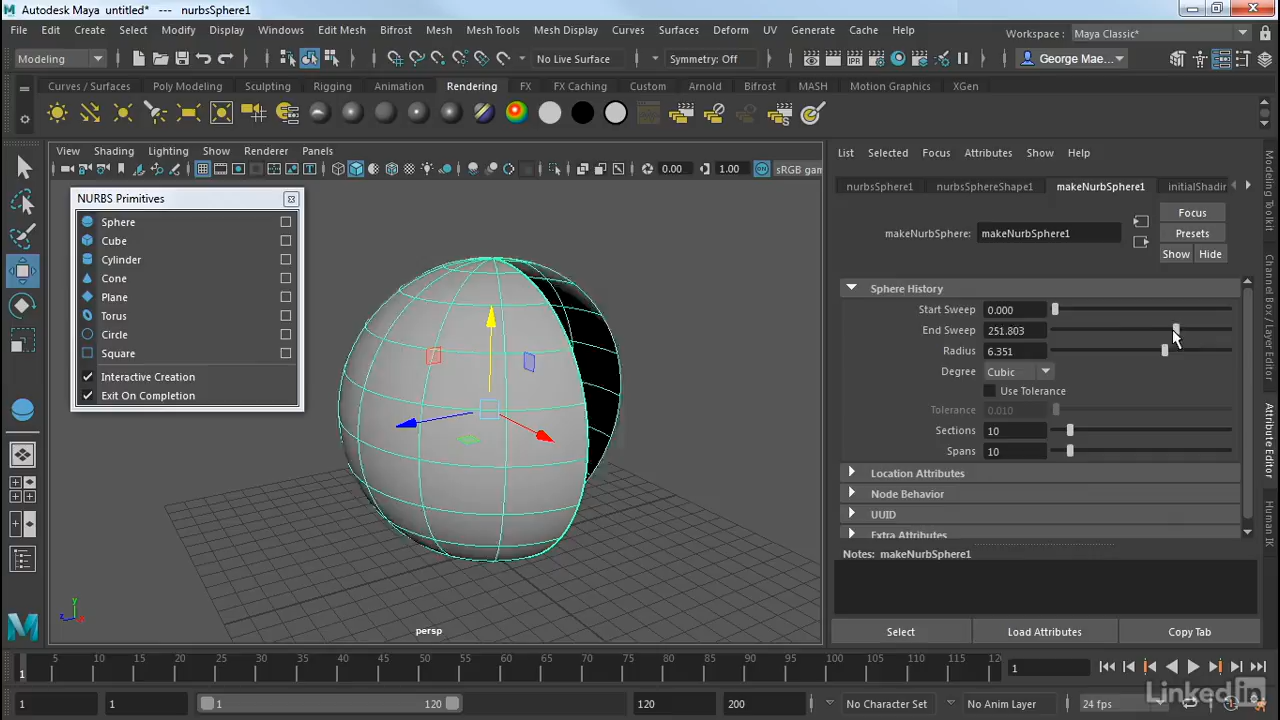 Autodesk Maya untitled* --- nurbsSphere1
File Edit Create Select Modify Display Windows Edit Mesh Bifrost Mesh Mesh Tools Mesh Display Curves Surfaces Deform UV Generate Cache Help Workspace : Maya Classic*
Modeling No Live Surface Symmetry: Off George Mae...
Curves / Surfaces Poly Modeling Sculpting Rigging Animation Rendering FX FX Caching Custom Arnold Bifrost MASH Motion Graphics XGen
View Shading Lighting Show Renderer Panels
0.00 1.00 ON sRGB gam
NURBS Primitives
Sphere
Cube
Cylinder
Cone
Plane
Torus
Circle
Square
Interactive Creation
Exit On Completion
persp
y
z
List Selected Focus Attributes Show Help
nurbsSphere1 nurbsSphereShape1 makeNurbSphere1 initialShadir
makeNurbSphere: makeNurbSphere1
Focus
Presets
Show Hide
Sphere History
Start Sweep 0.000
End Sweep 251.803
Radius 6.351
Degree Cubic
Use Tolerance
Tolerance 0.010
Sections 10
Spans 10
Location Attributes
Node Behavior
UUID
Extra Attributes
Notes: makeNurbSphere1
Select Load Attributes Copy Tab
Modeling Toolkit
Channel Box / Layer Editor
Attribute Editor
Human IK
5 10 15 20 25 30 35 40 45 50 55 60 65 70 75 80 85 90 95 100 105 110 115 120
1 1
1 1 1 120 120 200 No Character Set No Anim Layer 24 fps
LinkedIn